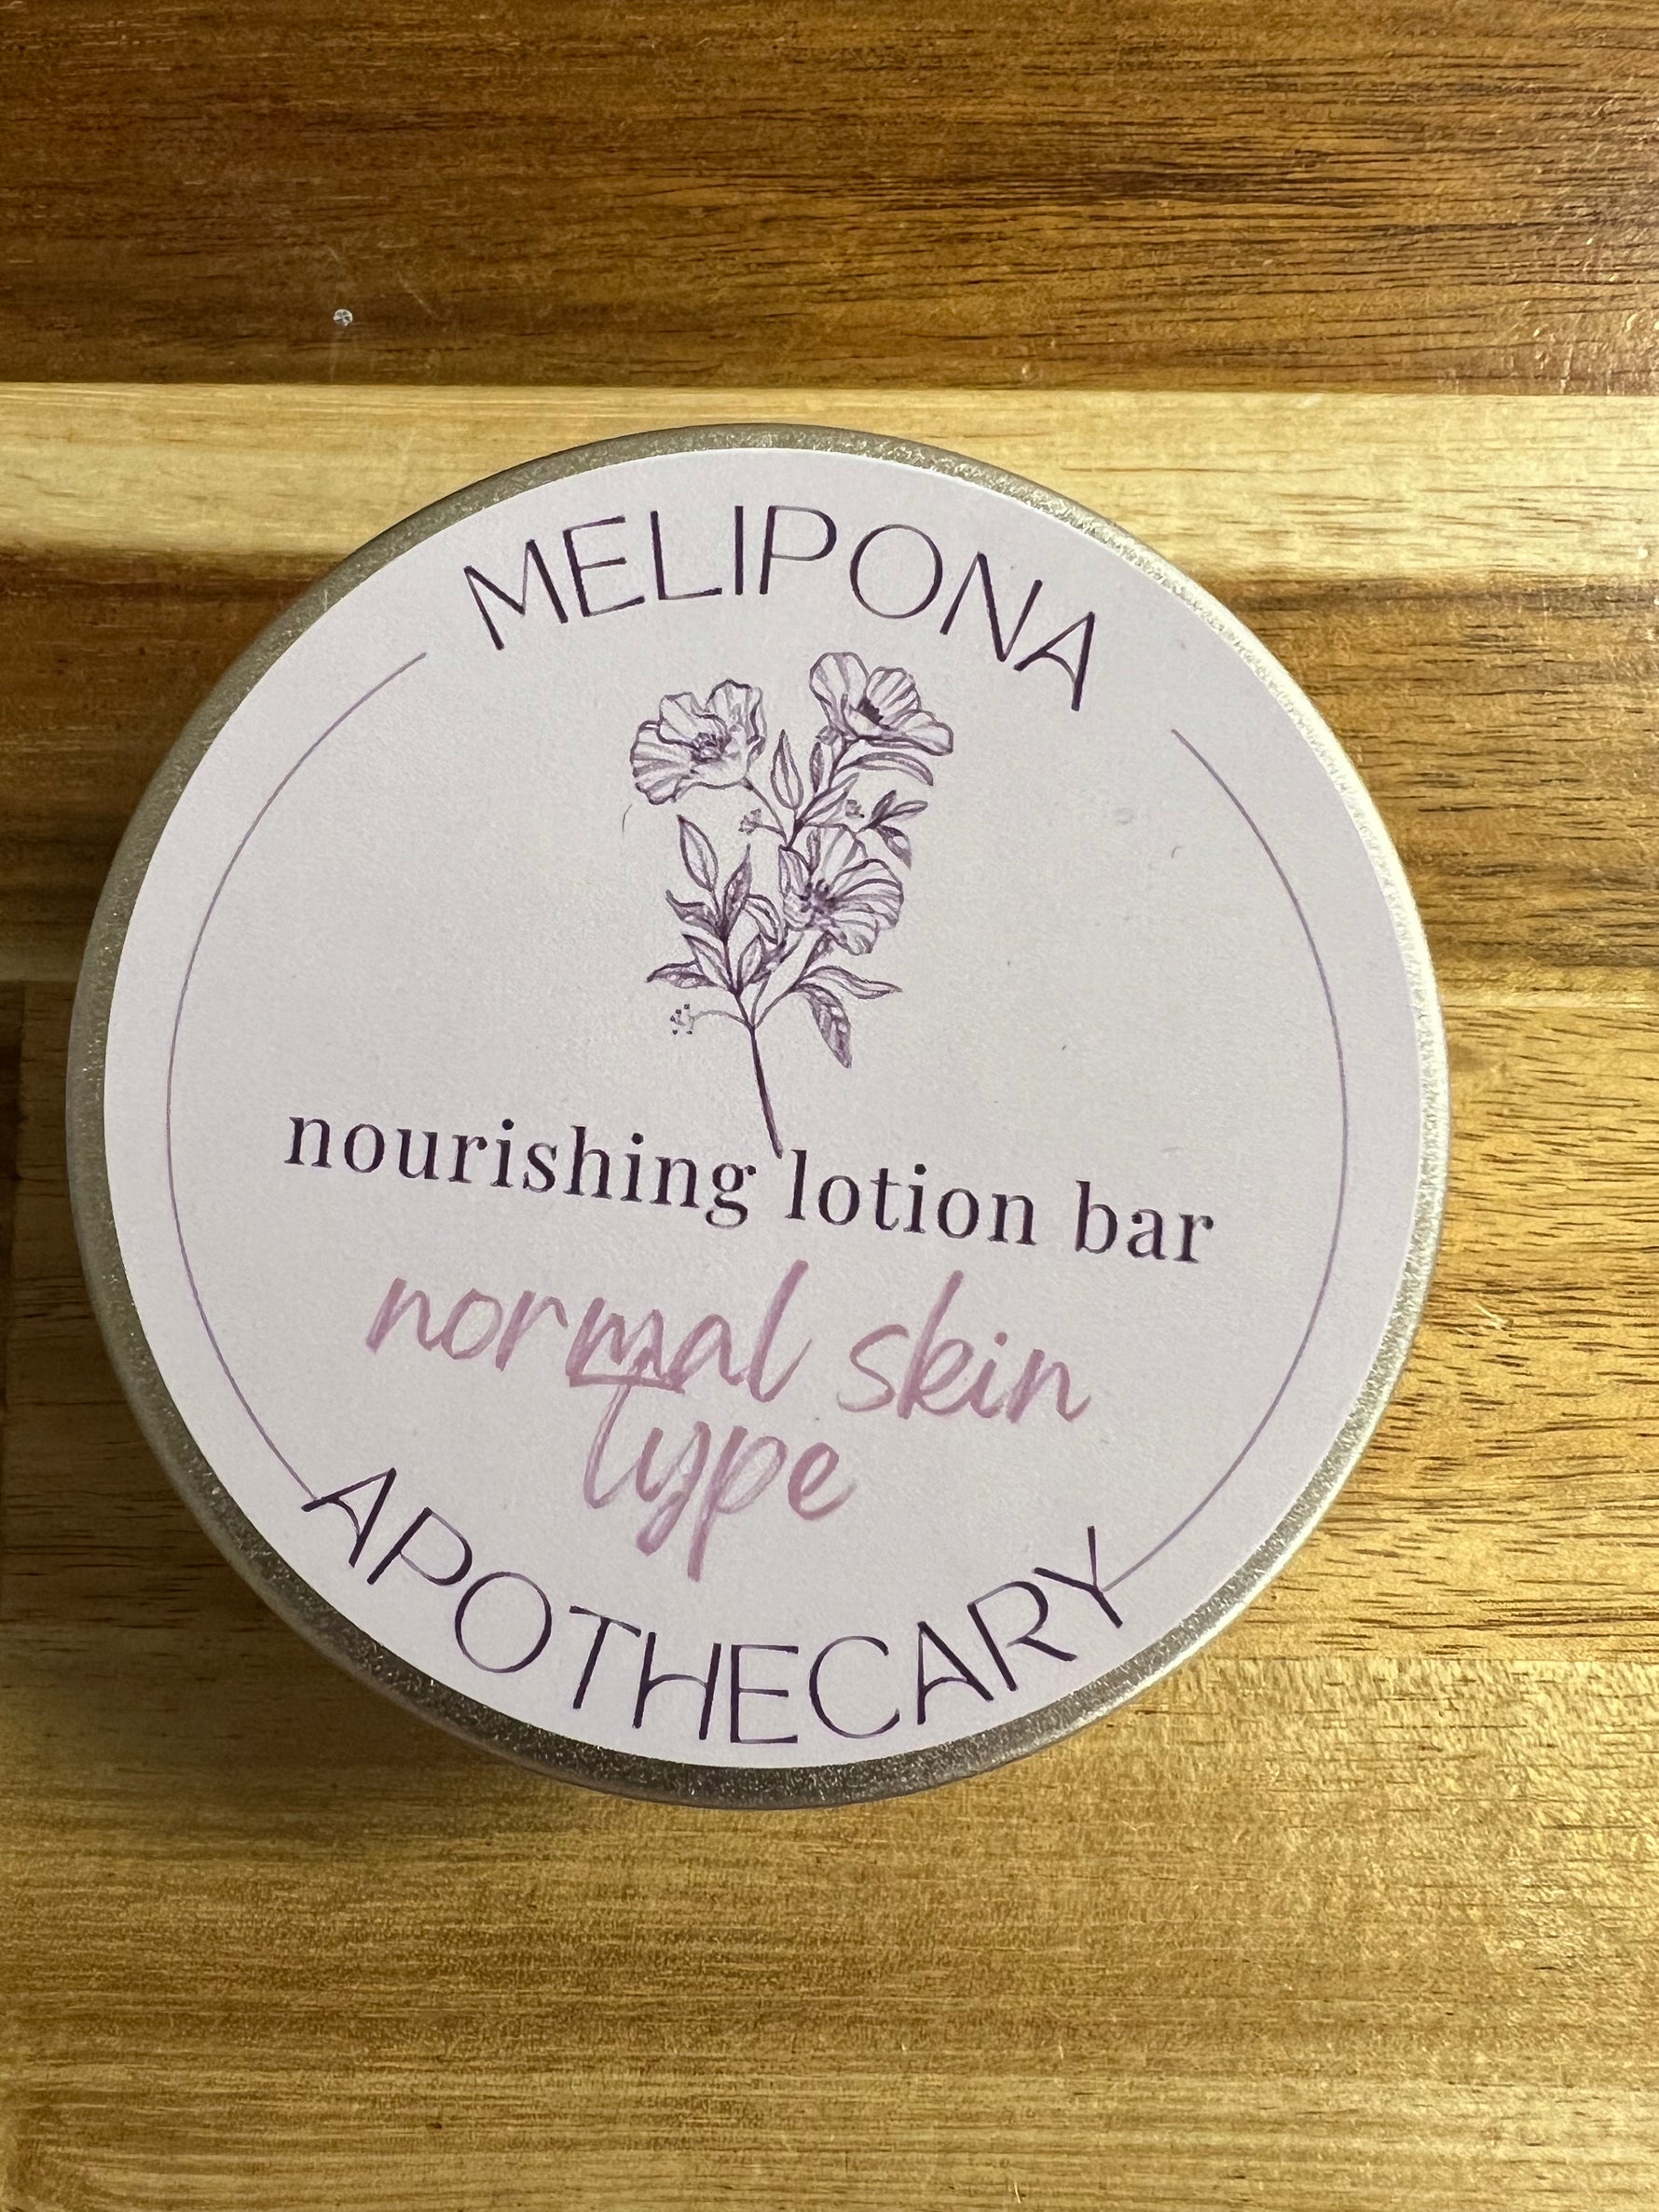 MELIPONA
nourishing lotion bar
normal skin
Type
APOTHECARY